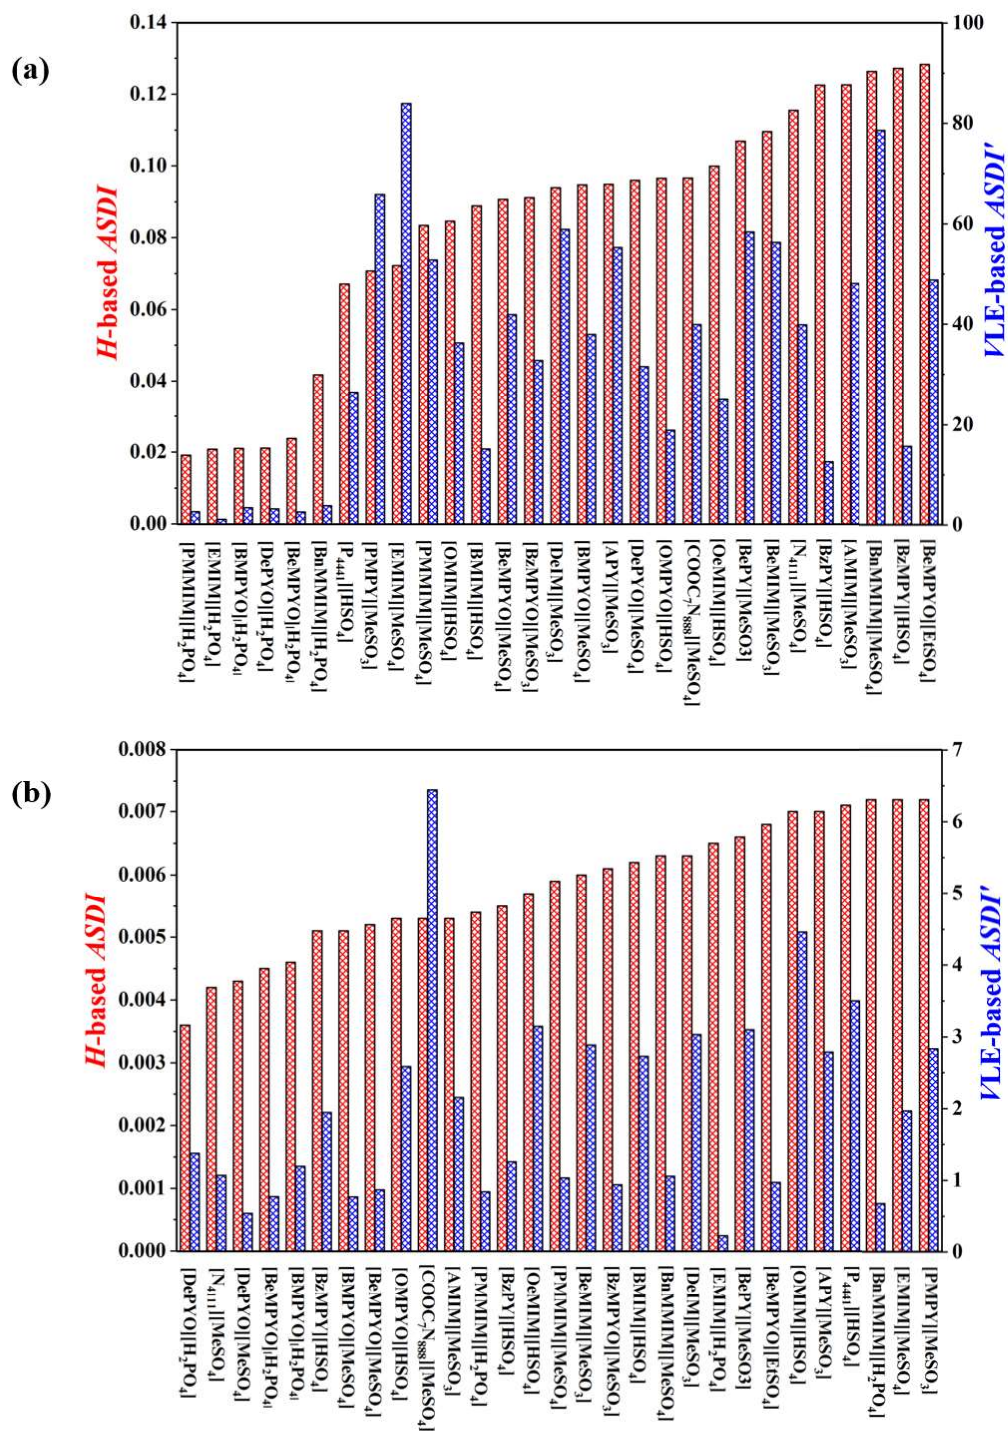 (a)
0.14
0.12
0.10
0.08
0.06
0.04
0.02
0.00
H-based ASDI
100
80
60
40
20
0
VLE-based ASDI'
[PMMIM][H₂PO₄]
[EMIM][H₂PO₄]
[BMPYO][H₂PO₄]
[DePYO][H₂PO₄]
[BeMPYO][H₂PO₄]
[BnMMIM][H₂PO₄]
[P₄₄₄₁][HSO₄]
[PMPY][MeSO₃]
[EMIM][MeSO₄]
[PMMIM][MeSO₄]
[OMIM][HSO₄]
[BMIM][HSO₄]
[BeMPYO][MeSO₄]
[BzMPYO][MeSO₃]
[DeIM][MeSO₃]
[BMPYO][MeSO₄]
[APY][MeSO₃]
[DePYO][MeSO₄]
[OMPYO][HSO₄]
[COOC₇N₈₈₈][MeSO₄]
[OeMIM][HSO₄]
[BePY][MeSO3]
[BeMIM][MeSO₃]
[N₄₁₁₁][MeSO₄]
[BzPY][HSO₄]
[AMIM][MeSO₃]
[BnMMIM][MeSO₄]
[BzMPY][HSO₄]
[BeMPYO][EtSO₄]
(b)
0.008
0.007
0.006
0.005
0.004
0.003
0.002
0.001
0.000
H-based ASDI
7
6
5
4
3
2
1
0
VLE-based ASDI'
[DePYO][H₂PO₄]
[N₄₁₁₁][MeSO₄]
[DePYO][MeSO₄]
[BeMPYO][H₂PO₄]
[BMPYO][H₂PO₄]
[BzMPY][HSO₄]
[BMPYO][MeSO₄]
[BeMPYO][MeSO₄]
[OMPYO][HSO₄]
[COOC₇N₈₈₈][MeSO₄]
[AMIM][MeSO₃]
[PMMIM][H₂PO₄]
[BzPY][HSO₄]
[OeMIM][HSO₄]
[PMMIM][MeSO₄]
[BeMIM][MeSO₃]
[BzMPYO][MeSO₃]
[BMIM][HSO₄]
[BnMMIM][MeSO₄]
[DeIM][MeSO₃]
[EMIM][H₂PO₄]
[BePY][MeSO3]
[BeMPYO][EtSO₄]
[OMIM][HSO₄]
[APY][MeSO₃]
[P₄₄₄₁][HSO₄]
[BnMMIM][H₂PO₄]
[EMIM][MeSO₄]
[PMPY][MeSO₃]